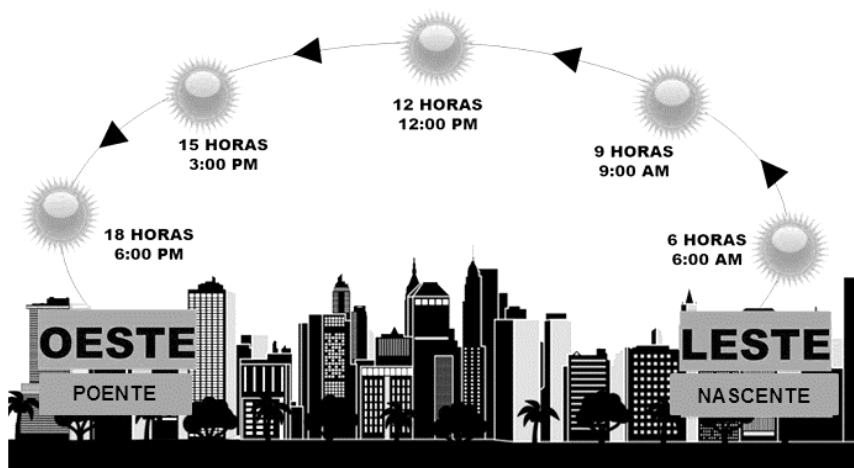 12 HORAS
12:00 PM
15 HORAS
3:00 PM
9 HORAS
9:00 AM
18 HORAS
6:00 PM
6 HORAS
6:00 AM
OESTE
POENTE
LESTE
NASCENTE